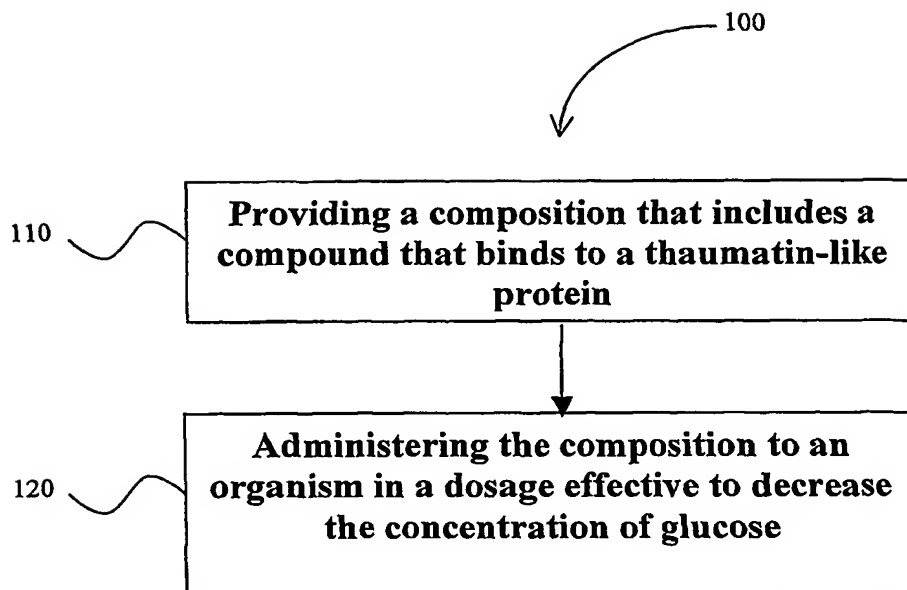 100
110
Providing a composition that includes a
compound that binds to a thaumatin-like
protein
120
Administering the composition to an
organism in a dosage effective to decrease
the concentration of glucose